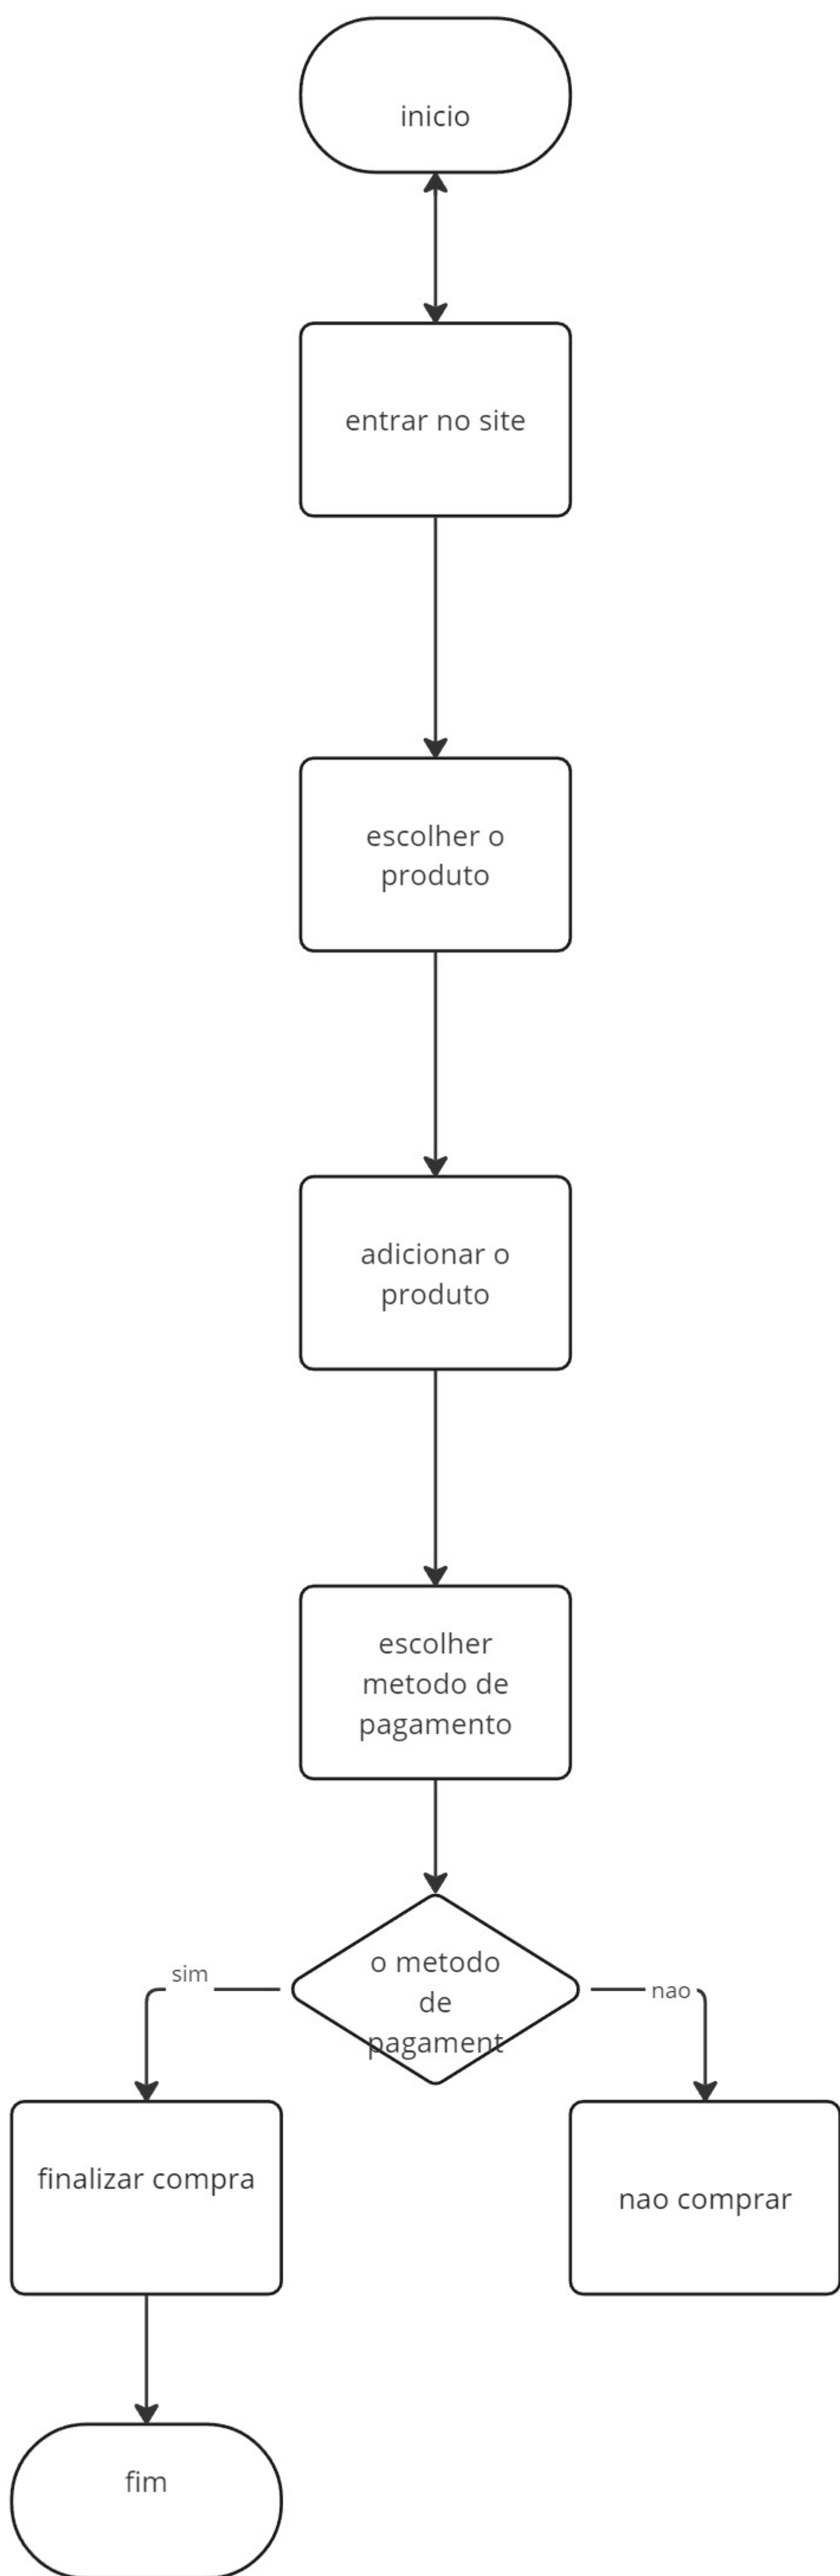 inicio
entrar no site
escolher o
produto
adicionar o
produto
escolher
metodo de
pagamento
o metodo
de
pagament
sim
nao
finalizar compra
nao comprar
fim